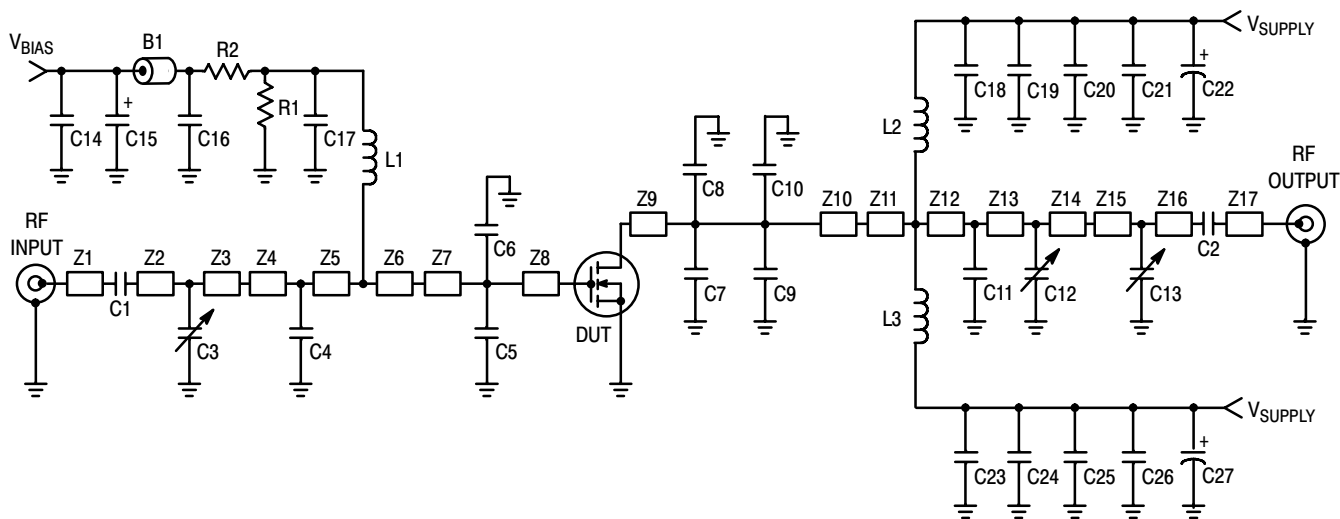 VBIAS
B1
R2
R1
C14
+
C15
C16
C17
L1
VSUPPLY
C18
C19
C20
C21
+
C22
L2
RF
INPUT
Z1
C1
Z2
C3
Z3
Z4
C4
Z5
Z6
Z7
C6
C5
Z8
DUT
Z9
C8
C10
C7
C9
Z10
Z11
Z12
C11
Z13
C12
Z14
Z15
C13
Z16
C2
Z17
RF
OUTPUT
L3
VSUPPLY
C23
C24
C25
C26
+
C27